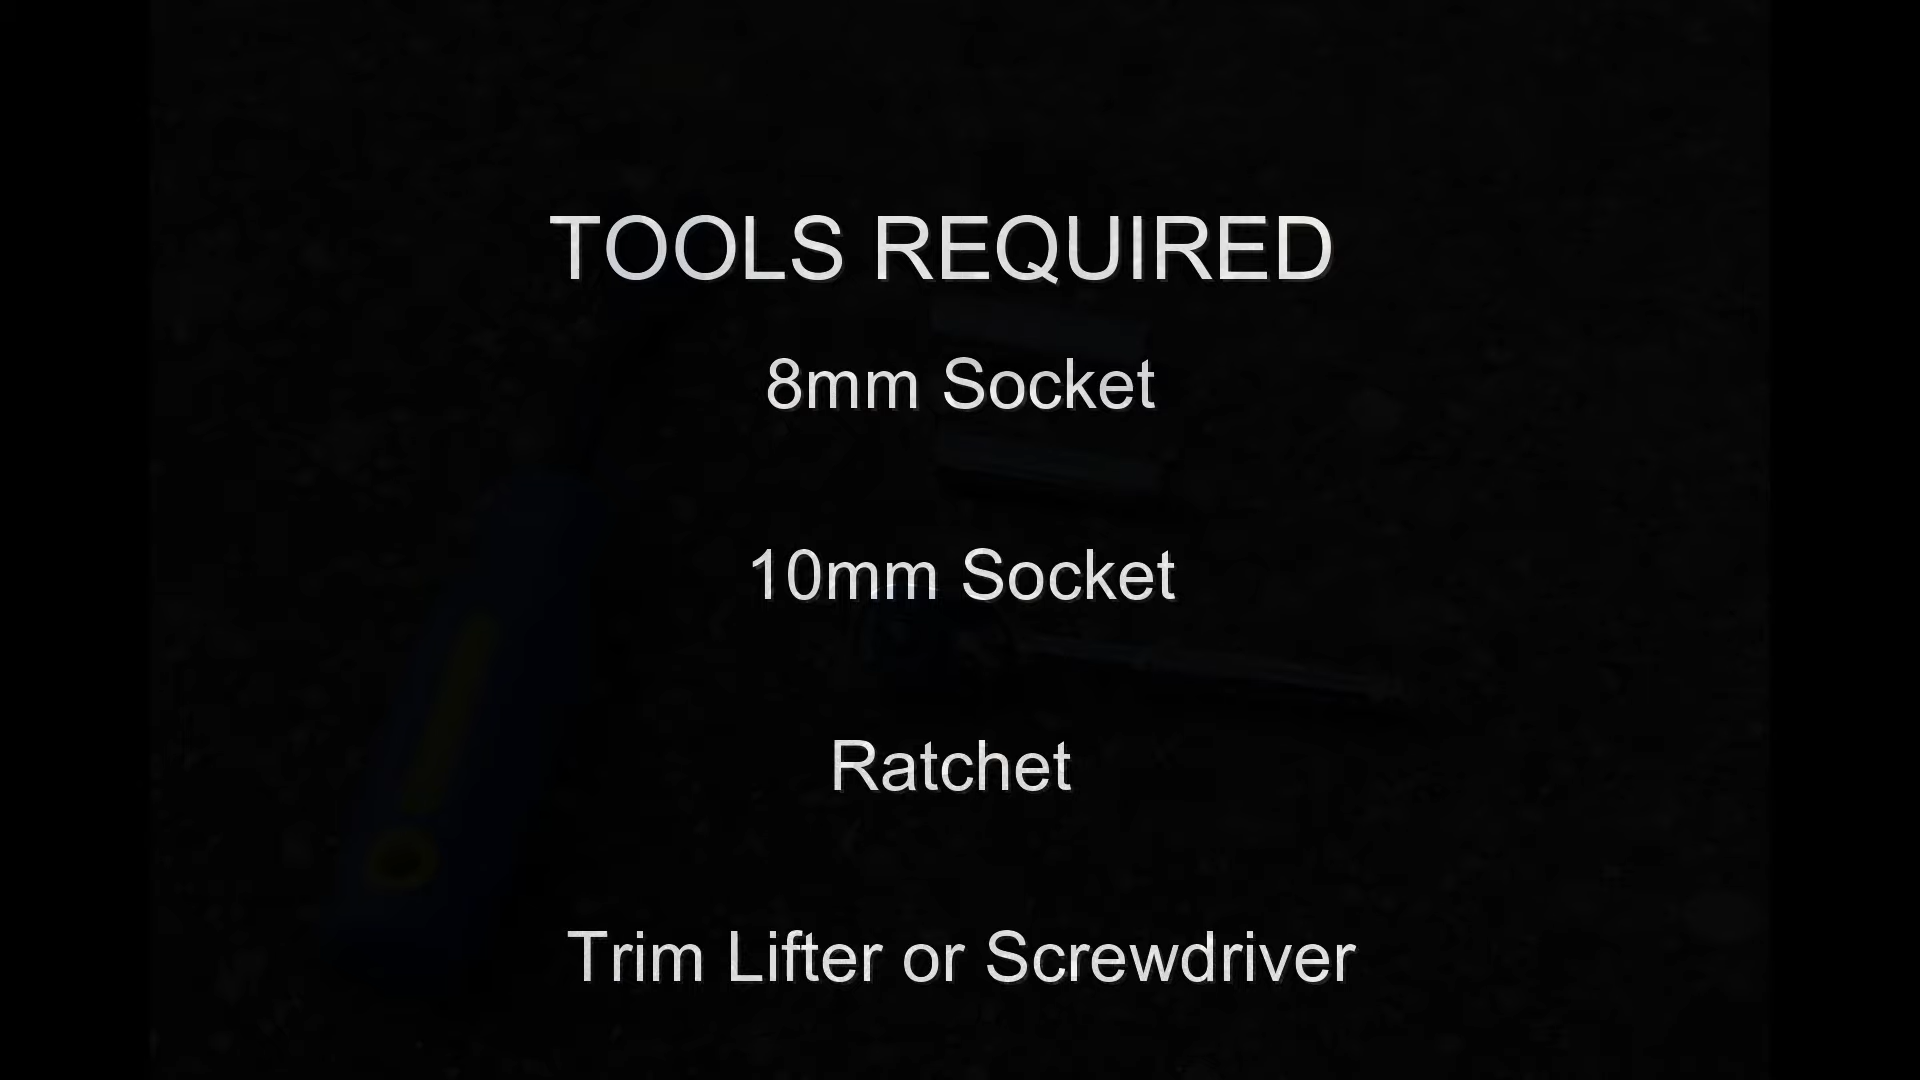 TOOLS REQUIRED
8mm Socket
10mm Socket
Ratchet
Trim Lifter or Screwdriver